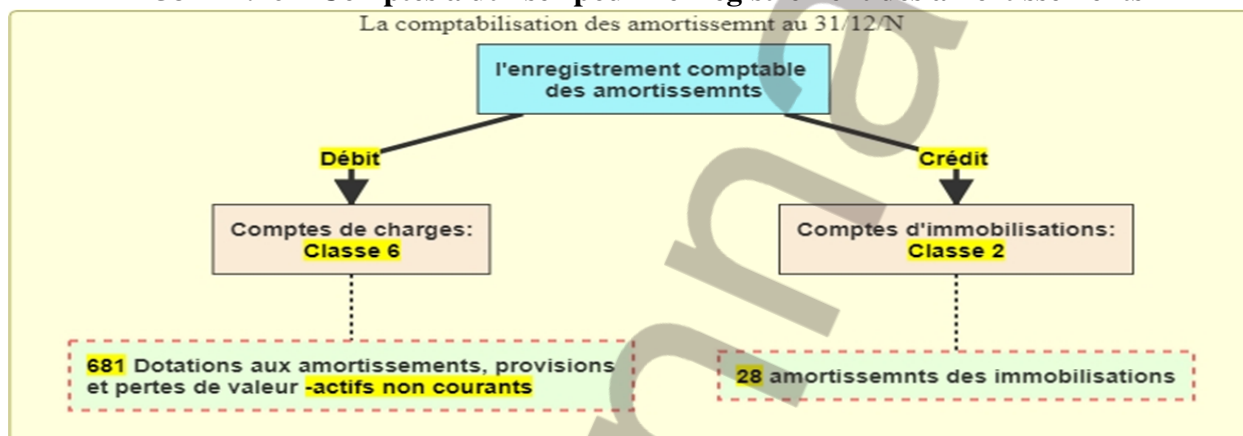 La comptabilisation des amortissemnt au 31/12/N
l'enregistrement comptable
des amortissemnts
Débit
Crédit
Comptes de charges:
Classe 6
Comptes d'immobilisations:
Classe 2
681 Dotations aux amortissements, provisions
et pertes de valeur -actifs non courants
28 amortissemnts des immobilisations